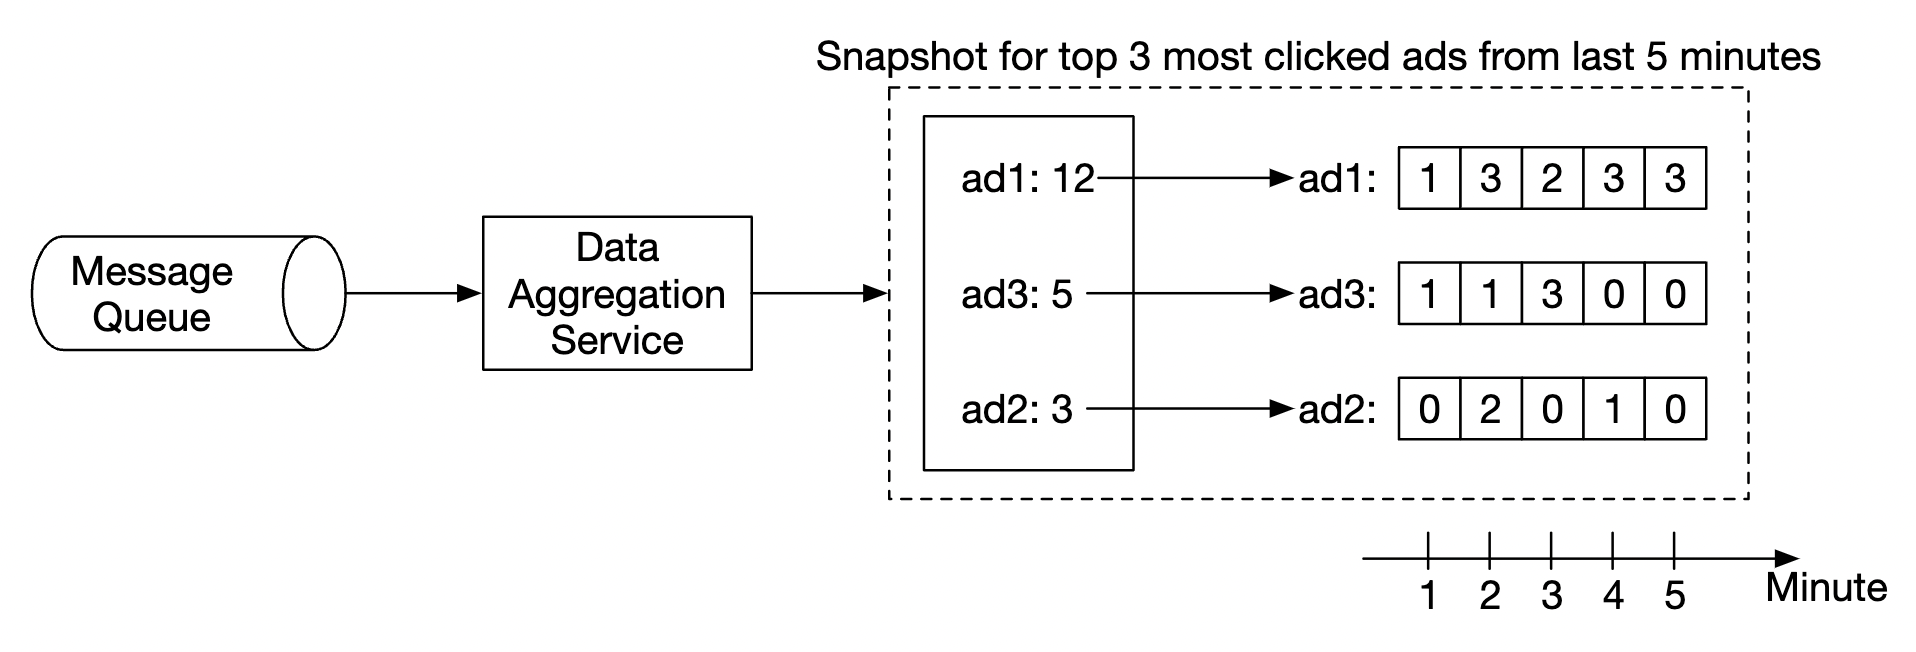 Snapshot for top 3 most clicked ads from last 5 minutes
Message
Queue
Data
Aggregation
Service
ad1: 12
ad1: 1 3 2 3 3
ad3: 5
ad3: 1 1 3 0 0
ad2: 3
ad2: 0 2 0 1 0
1 2 3 4 5
Minute